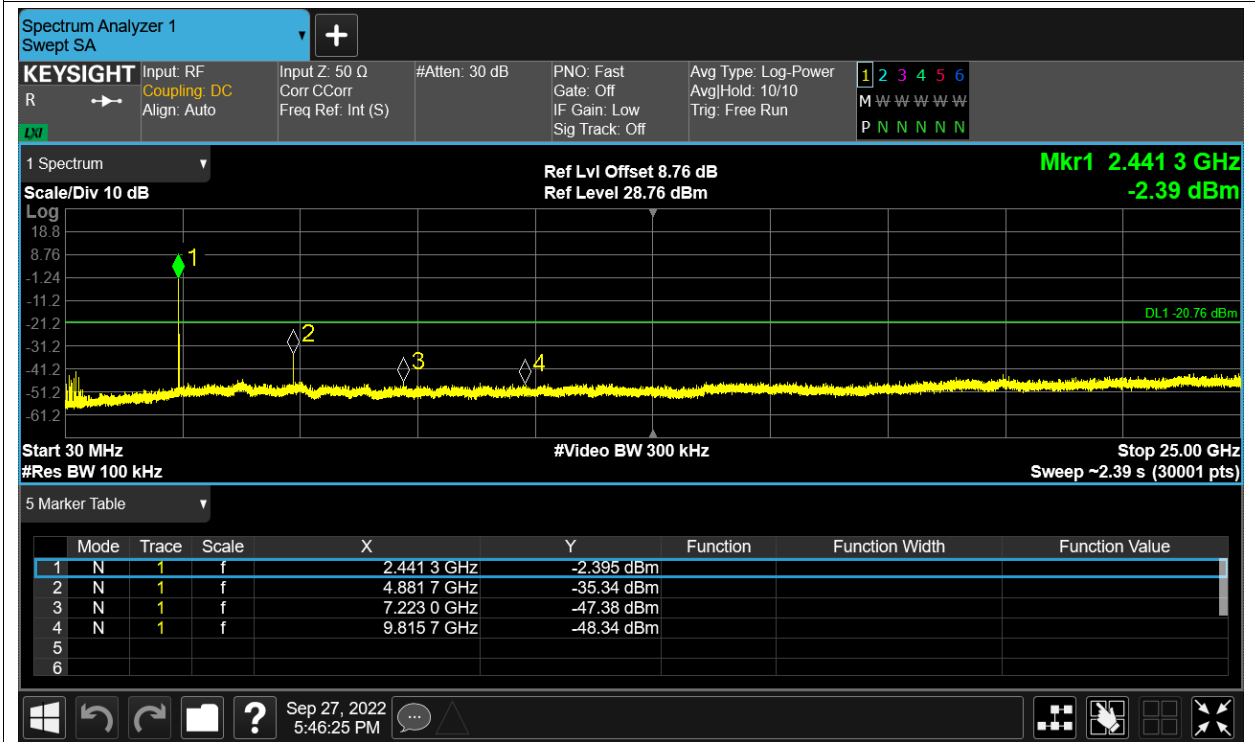 Spectrum Analyzer 1
Swept SA
KEYSIGHT
R
LXI
Input: RF
Coupling: DC
Align: Auto
Input Z: 50 Ω
Corr CCorr
Freq Ref: Int (S)
#Atten: 30 dB
PNO: Fast
Gate: Off
IF Gain: Low
Sig Track: Off
Avg Type: Log-Power
Avg|Hold: 10/10
Trig: Free Run
1 2 3 4 5 6
M W W W W W
P N N N N N
1 Spectrum
Scale/Div 10 dB
Ref Lvl Offset 8.76 dB
Ref Level 28.76 dBm
Mkr1 2.441 3 GHz
-2.39 dBm
Log
18.8
8.76
-1.24
-11.2
-21.2
-31.2
-41.2
-51.2
-61.2
1
2
3
4
DL1 -20.76 dBm
Start 30 MHz
#Res BW 100 kHz
#Video BW 300 kHz
Stop 25.00 GHz
Sweep ~2.39 s (30001 pts)
5 Marker Table
Mode Trace Scale X Y Function Function Width Function Value
1 N 1 f 2.441 3 GHz -2.395 dBm
2 N 1 f 4.881 7 GHz -35.34 dBm
3 N 1 f 7.223 0 GHz -47.38 dBm
4 N 1 f 9.815 7 GHz -48.34 dBm
5
6
?
Sep 27, 2022
5:46:25 PM